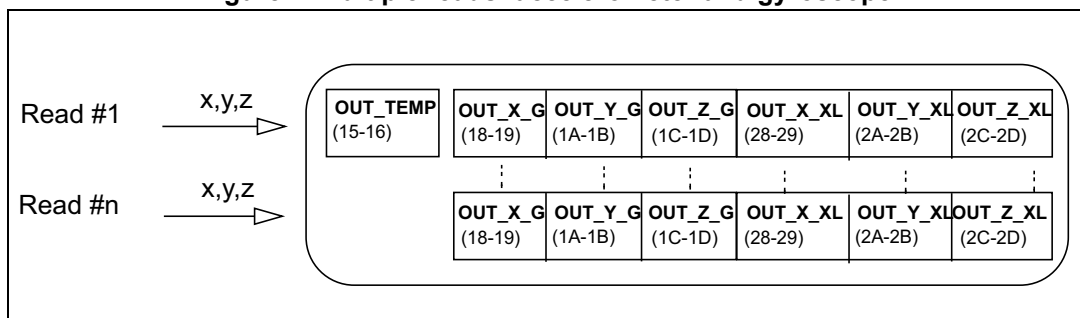 Read #1
x,y,z
OUT_TEMP
(15-16)
OUT_X_G OUT_Y_G OUT_Z_G OUT_X_XL OUT_Y_XL OUT_Z_XL
(18-19) (1A-1B) (1C-1D) (28-29) (2A-2B) (2C-2D)
Read #n
x,y,z
OUT_X_G OUT_Y_G OUT_Z_G OUT_X_XL OUT_Y_XL OUT_Z_XL
(18-19) (1A-1B) (1C-1D) (28-29) (2A-2B) (2C-2D)